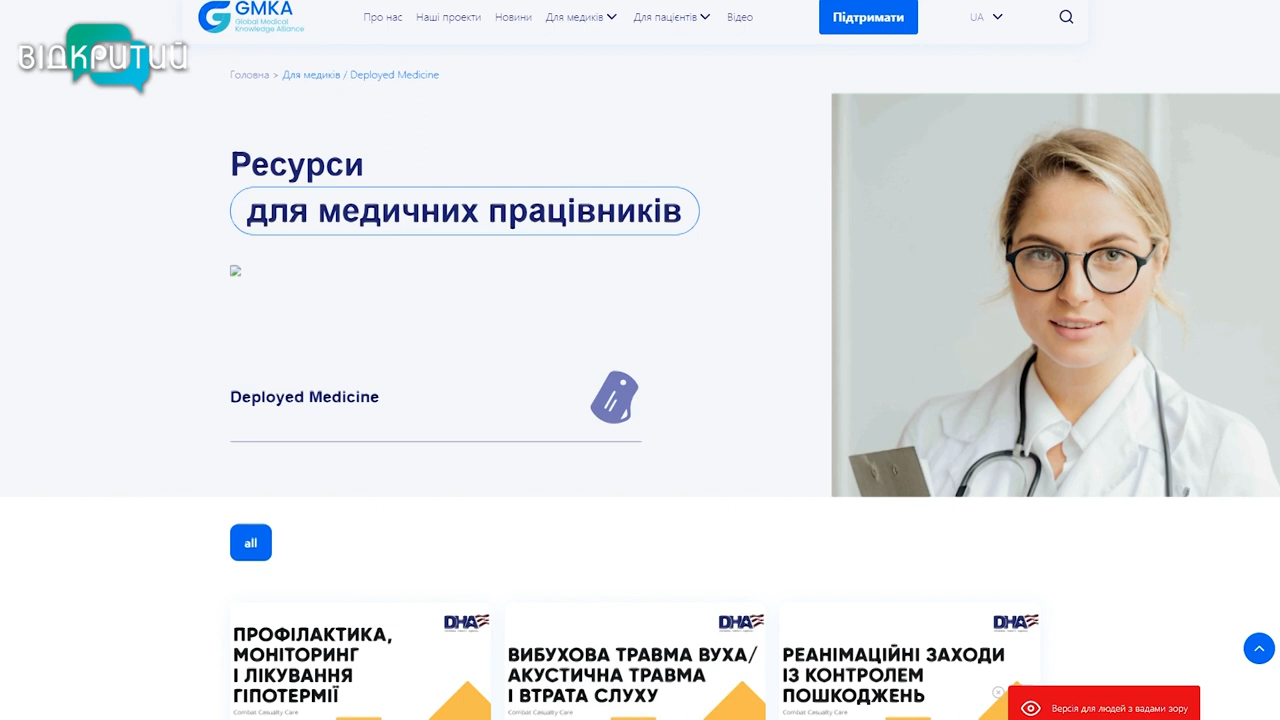 ВІДКРИТИЙ
GMKA
Global Medical
Knowledge Alliance
Про нас
Наші проекти
Новини
Для медиків
Для пацієнтів
Відео
Підтримати
UA
Головна > Для медиків / Deployed Medicine
Ресурси
для медичних працівників
Deployed Medicine
all
DHA
ПРОФІЛАКТИКА,
МОНІТОРИНГ
І ЛІКУВАННЯ
ГІПОТЕРМІЇ
Combat Casualty Care
DHA
ВИБУХОВА ТРАВМА ВУХА/
АКУСТИЧНА ТРАВМА
І ВТРАТА СЛУХУ
Combat Casualty Care
DHA
РЕАНІМАЦІЙНІ ЗАХОДИ
ІЗ КОНТРОЛЕМ
ПОШКОДЖЕНЬ
Combat Casualty Care
Версія для людей з вадами зору